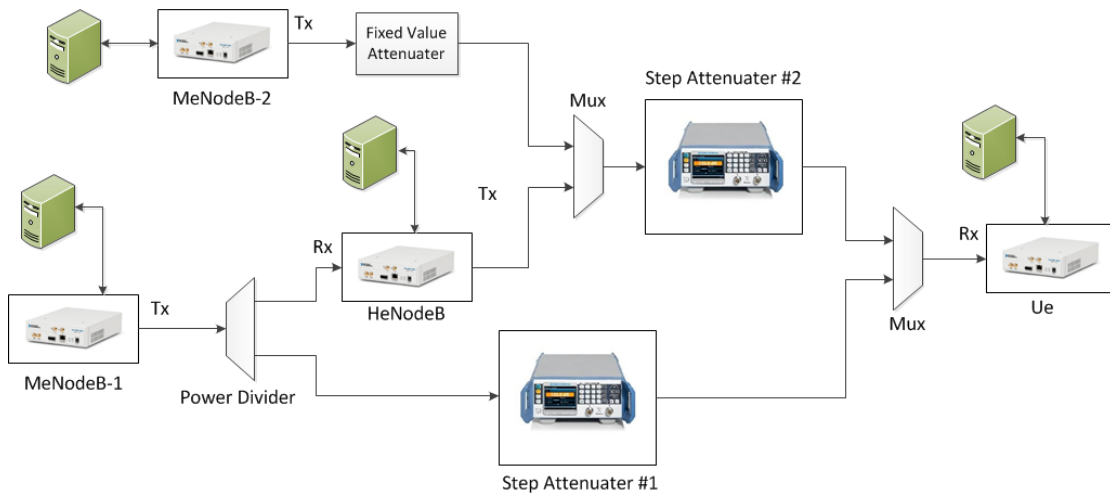 Tx
Fixed Value
Attenuater
MeNodeB-2
Step Attenuater #2
Mux
Tx
Rx
HeNodeB
Rx
Ue
Mux
Tx
MeNodeB-1
Power Divider
Step Attenuater #1